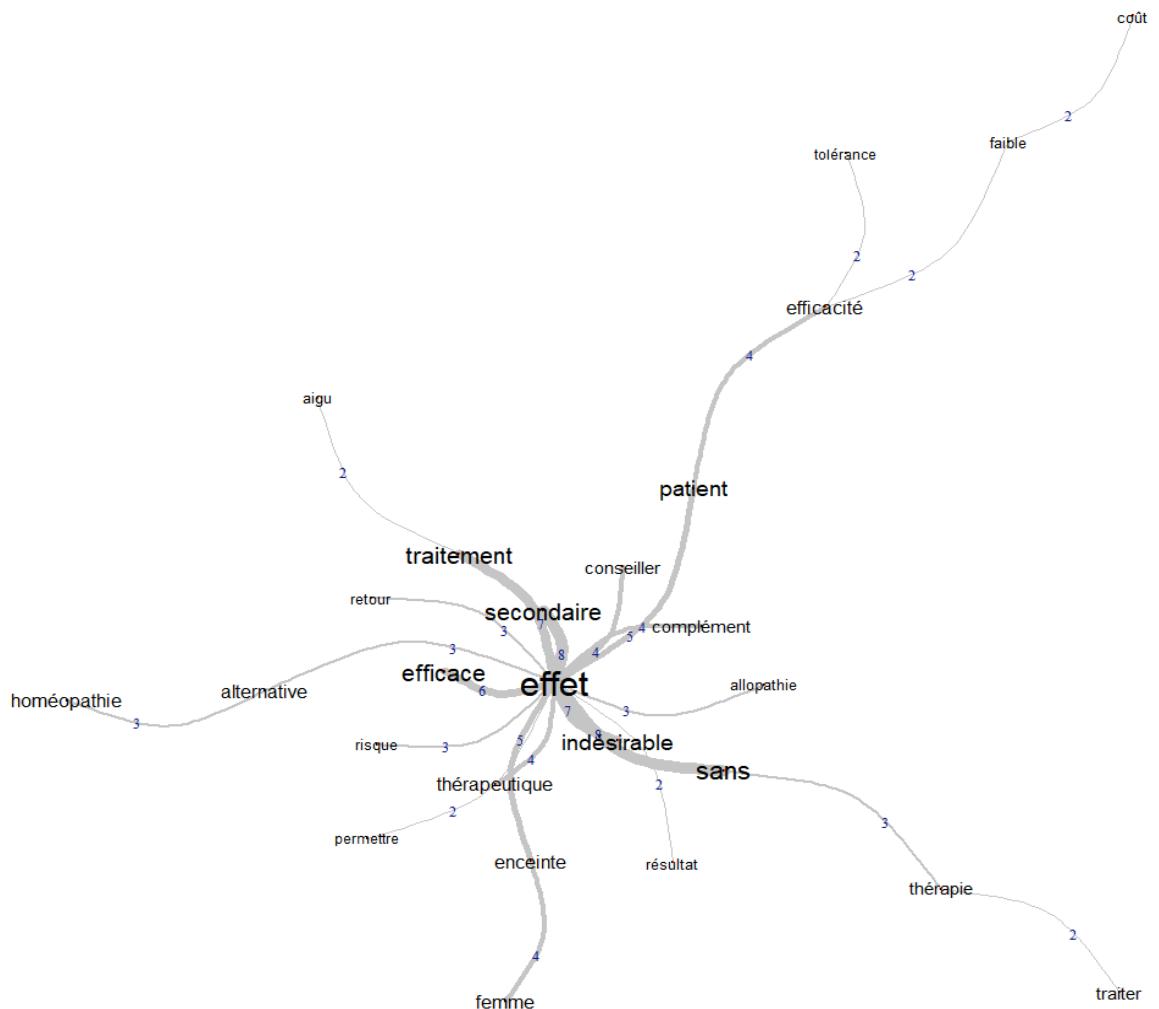 coût
2
faible
tolérance
2
2
efficacité
4
aigu
2
patient
traitement
conseiller
retour
secondaire
7
3
5
4
complément
3
8
4
efficace
effet
6
allopathie
homéopathie
alternative
3
7
3
indésirable
8
risque
3
5
4
sans
thérapeutique
2
2
permettre
3
enceinte
résultat
thérapie
2
4
femme
traiter